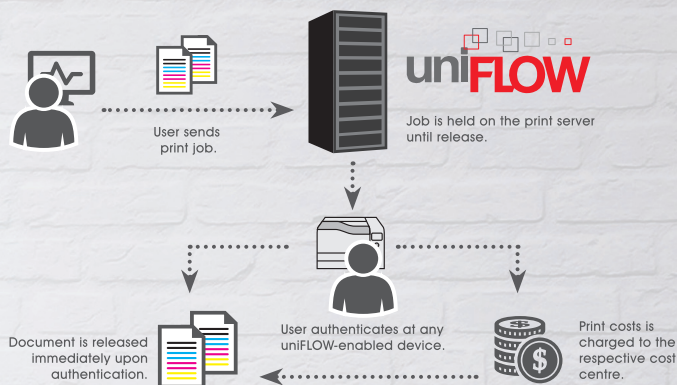 uniFLOW
User sends
print job.
Job is held on the print server
until release.
User authenticates at any
uniFLOW-enabled device.
Document is released
immediately upon
authentication.
$
$
Print costs is
charged to the
respective cost
centre.